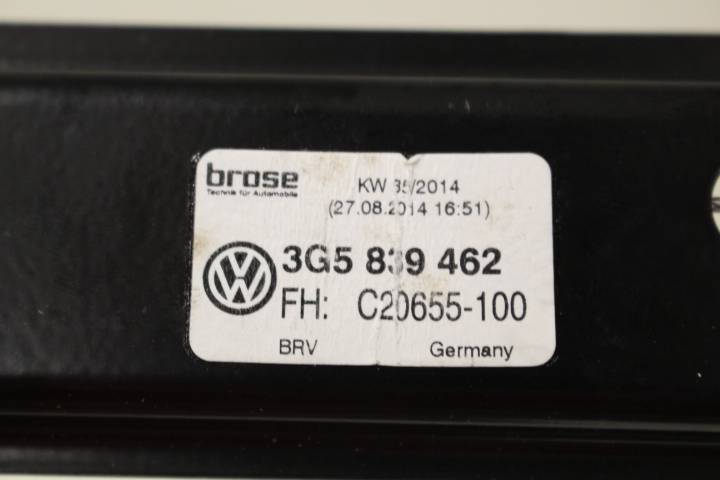 brose
Technik für Automobile
KW 35/2014
(27.08.2014 16:51)
3G5 839 462
FH: C20655-100
BRV Germany